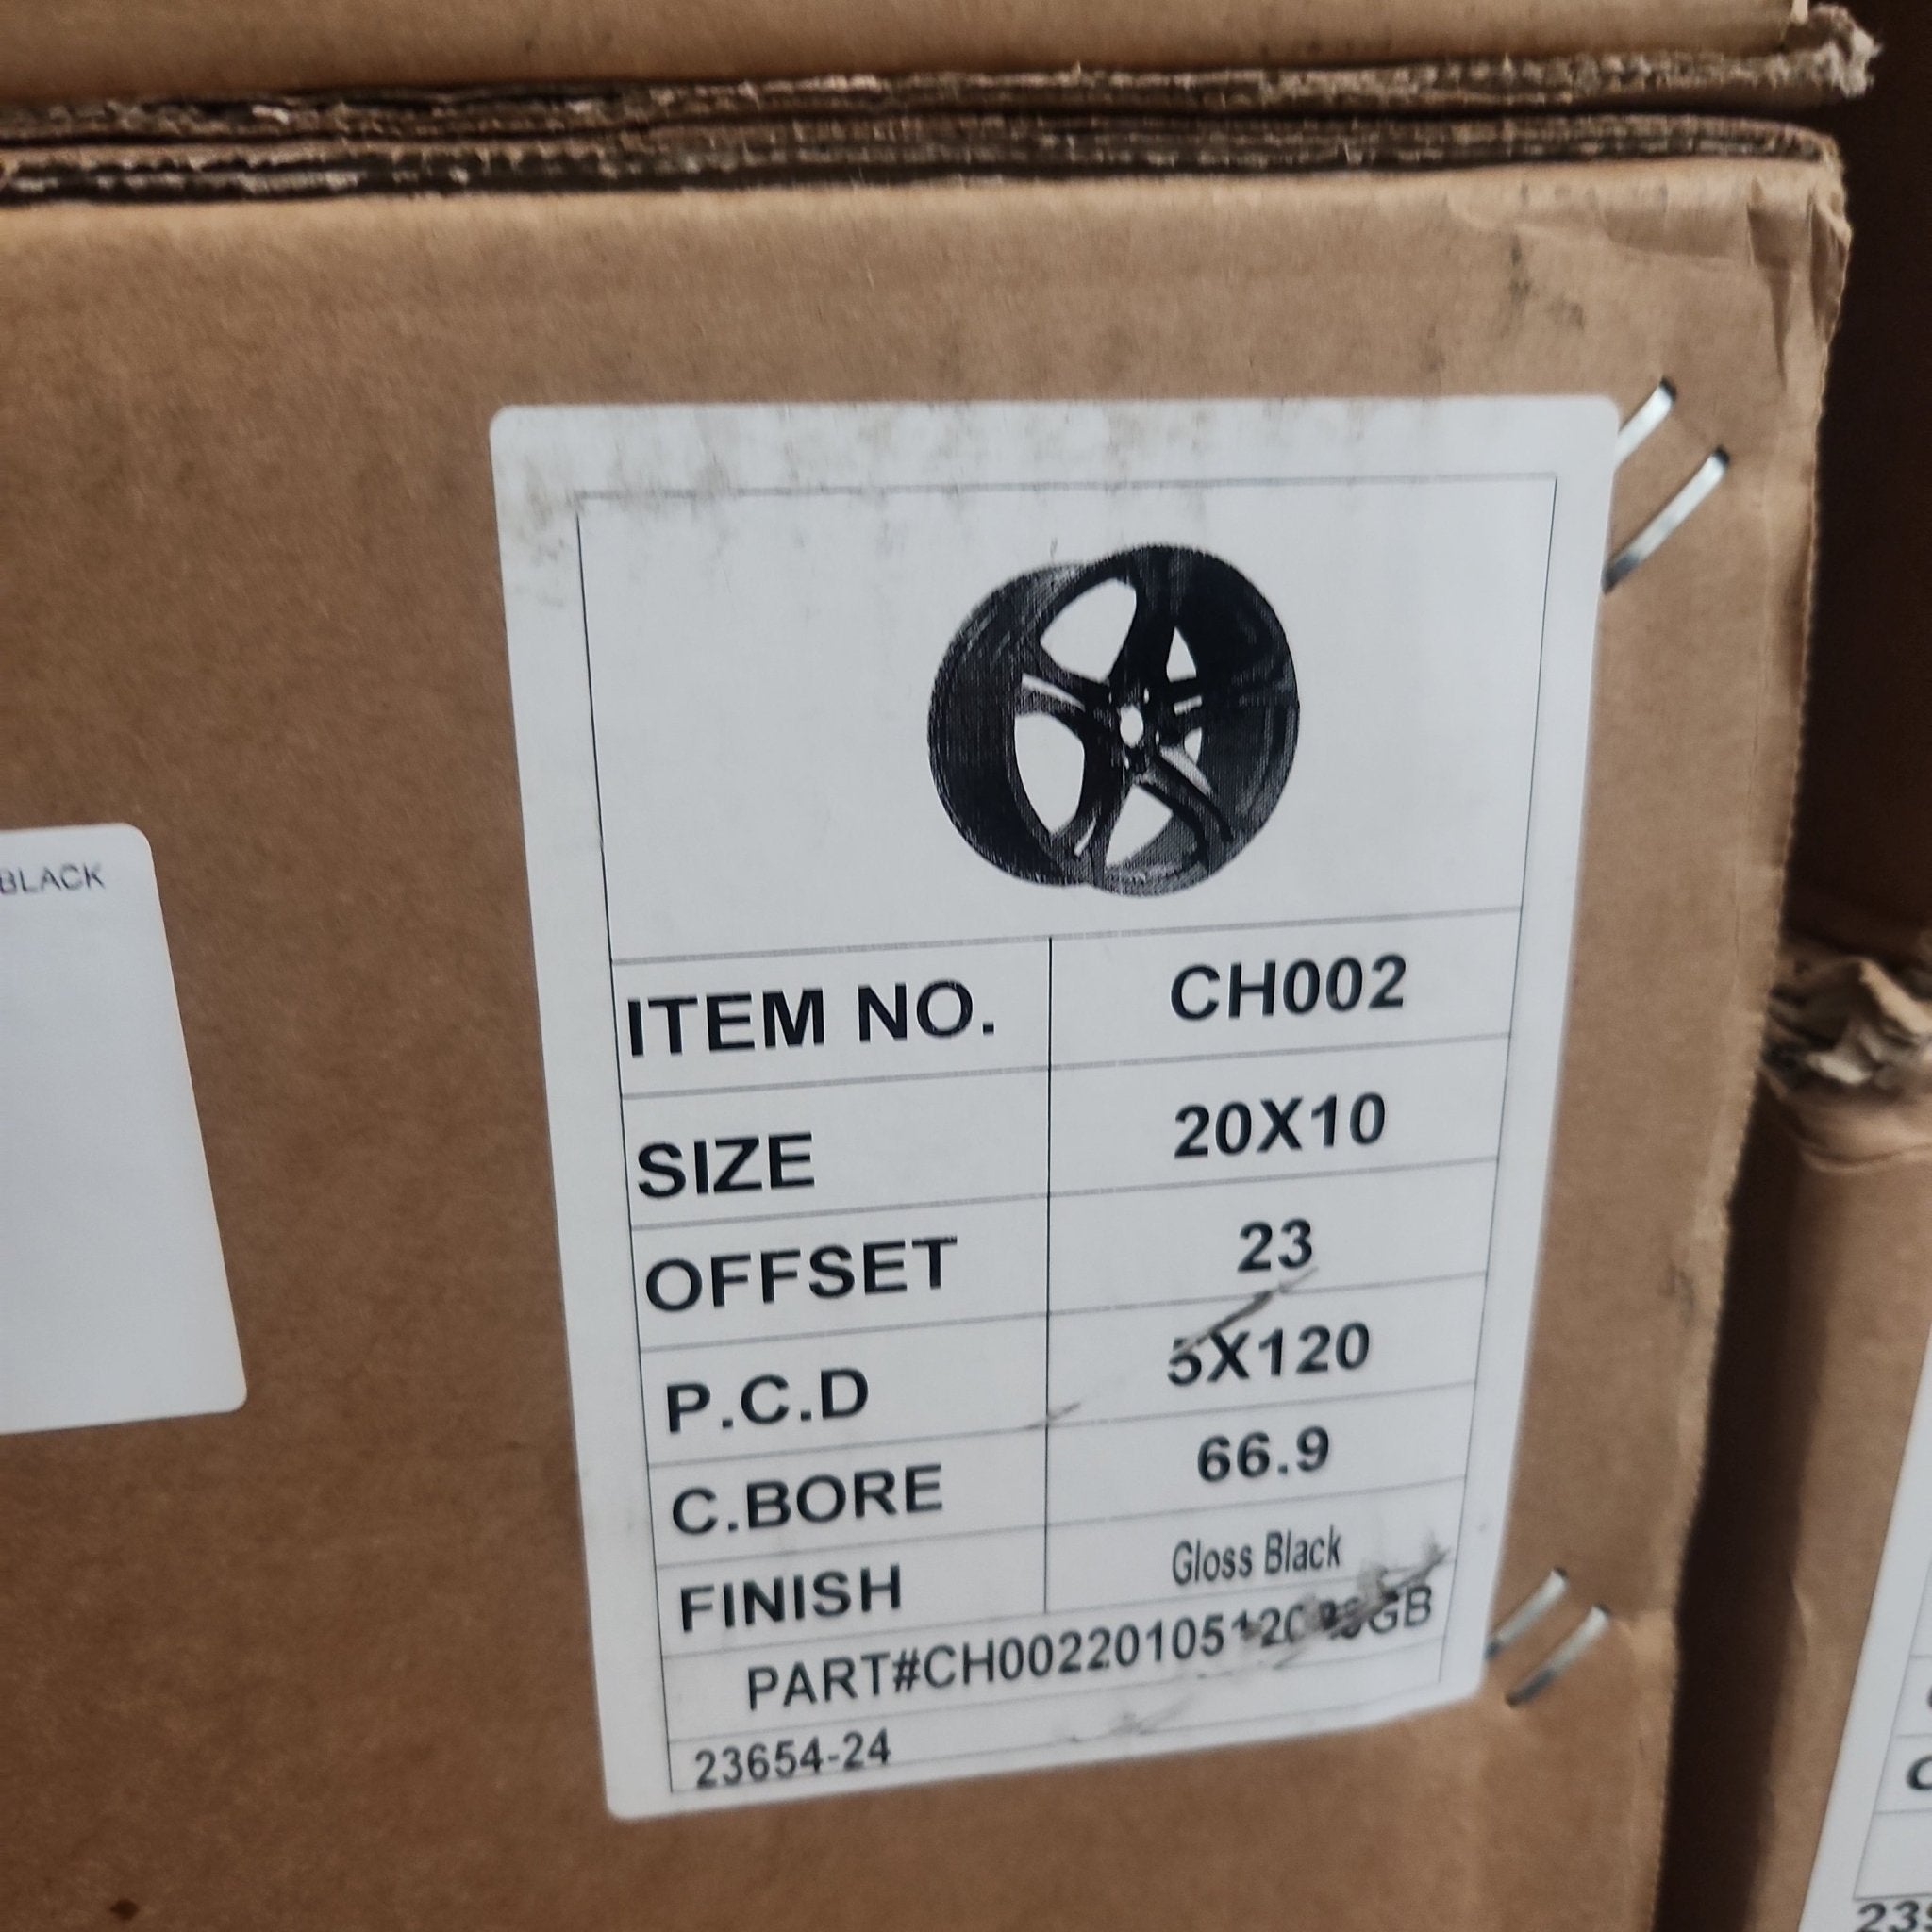 BLACK
ITEM NO. CH002
SIZE 20X10
OFFSET 23
P.C.D 5X120
C.BORE 66.9
FINISH Gloss Black
23654-24